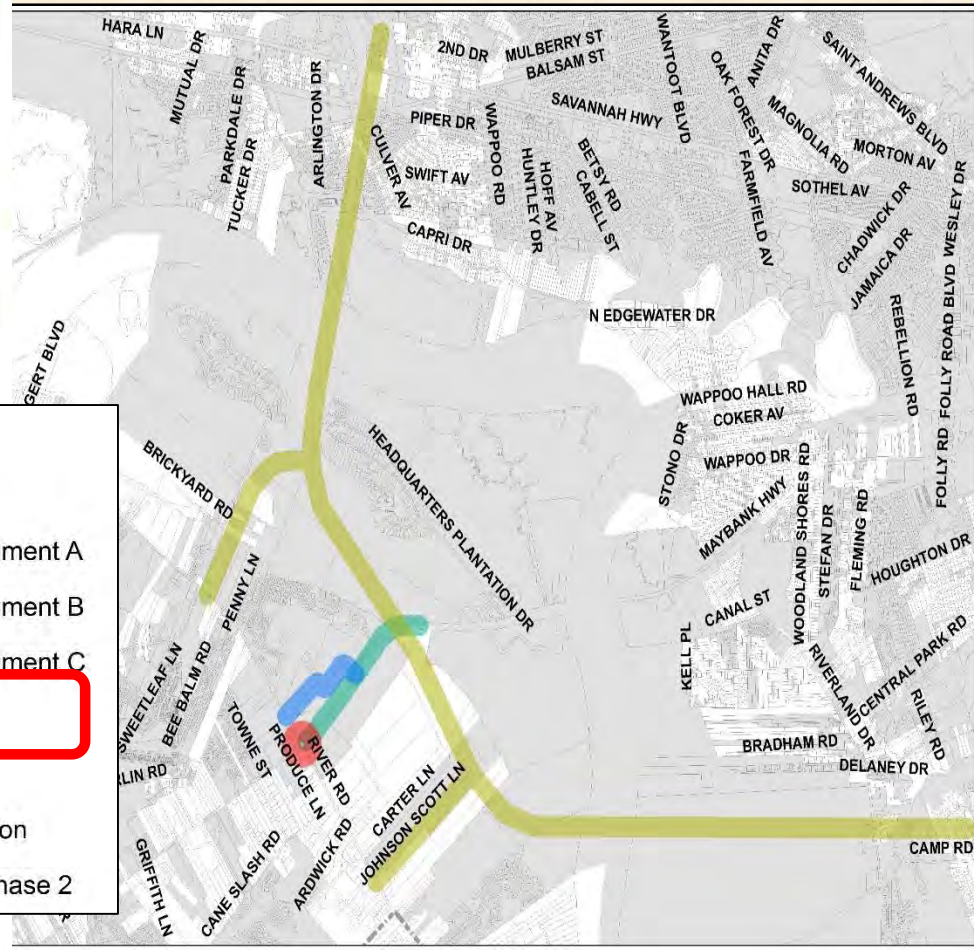 HARA LN
MUTUAL DR
PARKDALE DR
TUCKER DR
ARLINGTON DR
CULVER AV
2ND DR
MULBERRY ST
BALSAM ST
PIPER DR
WAPPOO RD
SWIFT AV
CAPRI DR
HUNTLEY DR
HOFF AV
SAVANNAH HWY
BETSY RD
CABELL ST
WANTOOT BLVD
OAK FOREST DR
ANITA DR
FARMFIELD AV
MAGNOLIA RD
SAINT ANDREWS BLVD
MORTON AV
SOTHEL AV
CHADWICK DR
JAMAICA DR
WESLEY DR
FOLLY ROAD BLVD
FOLLY RD
REBELLION RD
N EDGEWATER DR
WAPPOO HALL RD
COKER AV
STONO DR
WAPPOO DR
MAYBANK HWY
WOODLAND SHORES RD
STEFAN DR
FLEMING RD
HOUGHTON DR
CANAL ST
KELL PL
RIVERLAND DR
CENTRAL PARK RD
RILEY RD
BRADHAM RD
DELANEY DR
CAMP RD
GERT BLVD
BRICKYARD RD
HEADQUARTERS PLANTATION DR
PENNY LN
SWEETLEAF LN
BEE BALM RD
TOWNE ST
PRODUCE LN
RIVER RD
RLIN RD
GRIFFITH LN
CANE SLASH RD
ARDWICK RD
CARTER LN
JOHNSON SCOTT LN
ment A
ment B
ment C
on
hase 2